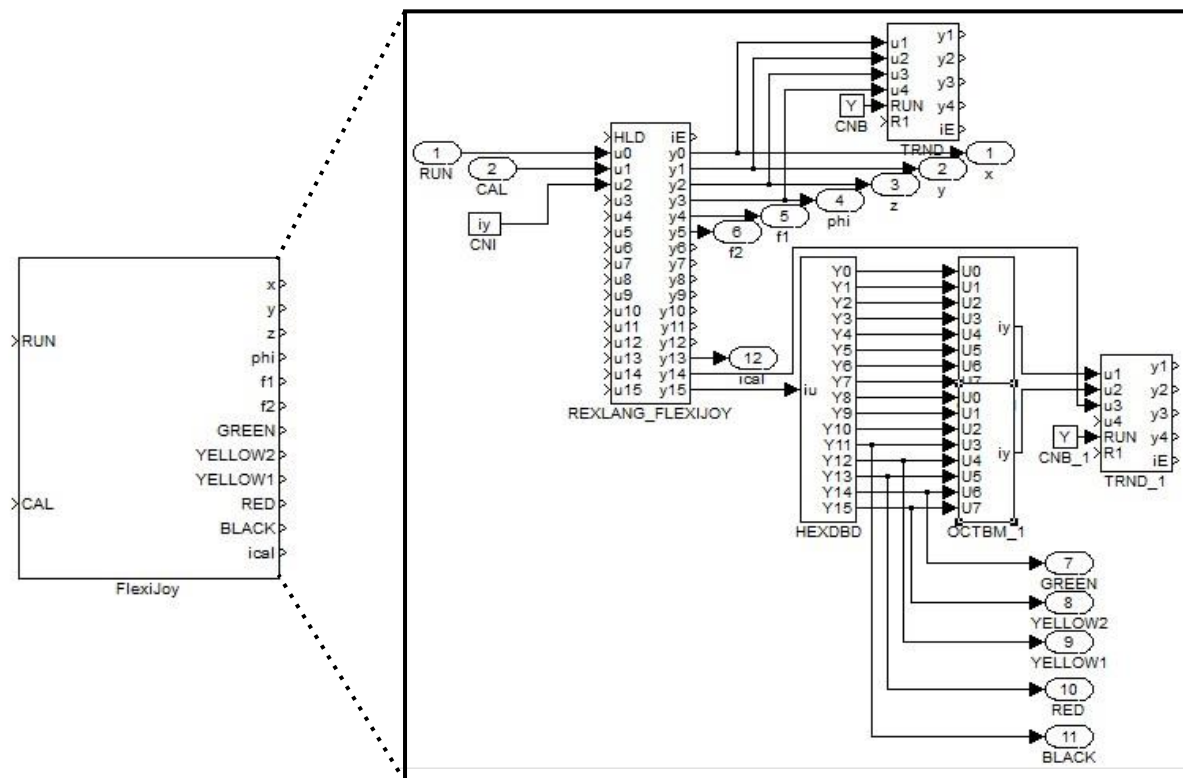 RUN
CAL
x
y
z
phi
f1
f2
GREEN
YELLOW2
YELLOW1
RED
BLACK
ical
FlexiJoy
1
RUN
2
CAL
iy
CNI
HLD
u0
u1
u2
u3
u4
u5
u6
u7
u8
u9
u10
u11
u12
u13
u14
u15
iE
y0
y1
y2
y3
y4
y5
y6
y7
y8
y9
y10
y11
y12
y13
y14
y15
REXLANG_FLEXIJOY
Y
CNB
u1
u2
u3
u4
RUN
R1
y1
y2
y3
y4
iE
TRND
1
x
2
y
3
z
4
phi
5
f1
6
f2
12
ical
iu
Y0
Y1
Y2
Y3
Y4
Y5
Y6
Y7
Y8
Y9
Y10
Y11
Y12
Y13
Y14
Y15
HEXDBD
U0
U1
U2
U3
U4
U5
U6
U7
iy
U0
U1
U2
U3
U4
U5
U6
U7
iy
OCTBM_1
Y
CNB_1
u1
u2
u3
u4
RUN
R1
y1
y2
y3
y4
iE
TRND_1
7
GREEN
8
YELLOW2
9
YELLOW1
10
RED
11
BLACK